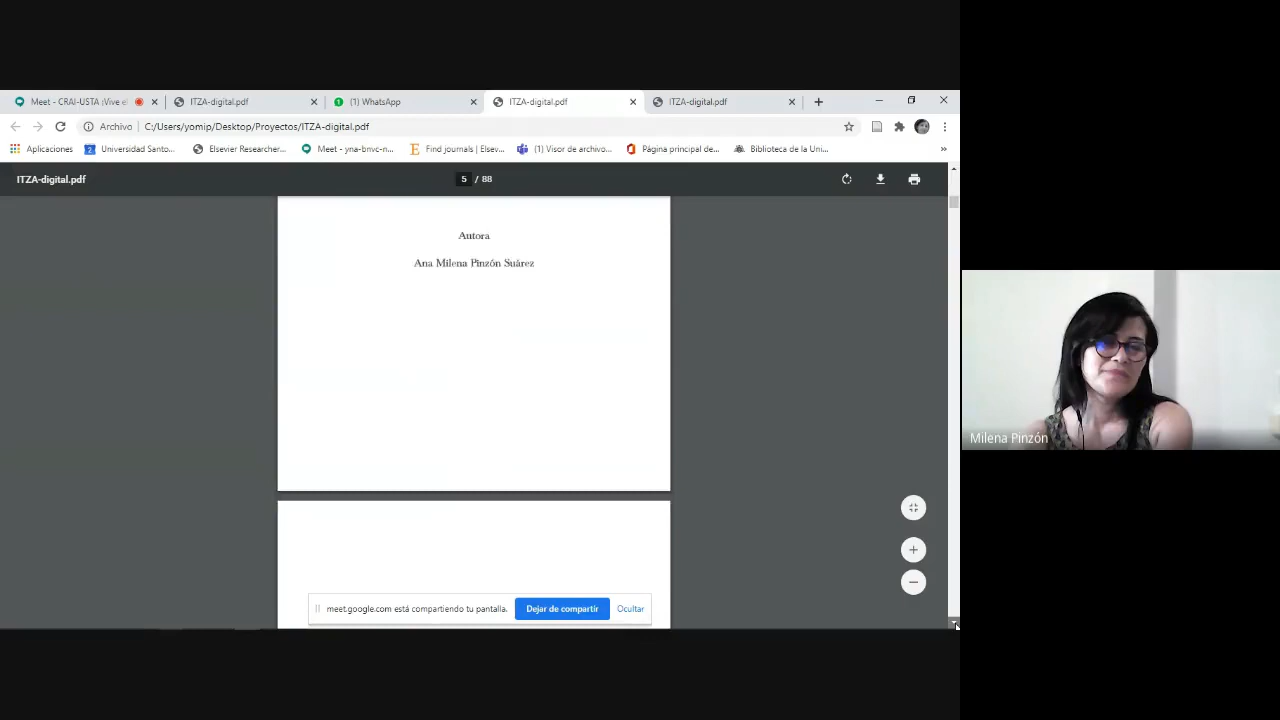 Meet - CRAI-USTA ¡Vive el
ITZA-digital.pdf
(1) WhatsApp
ITZA-digital.pdf
ITZA-digital.pdf
Archivo
C:/Users/yomip/Desktop/Proyectos/ITZA-digital.pdf
Aplicaciones
Universidad Santo...
Elsevier Researcher...
Meet - yna-bnvc-n...
Find journals | Elsev...
(1) Visor de archivo...
Página principal de...
Biblioteca de la Uni...
»
ITZA-digital.pdf
5 / 88
Autora
Ana Milena Pinzón Suárez
Milena Pinzón
meet.google.com está compartiendo tu pantalla.
Dejar de compartir
Ocultar